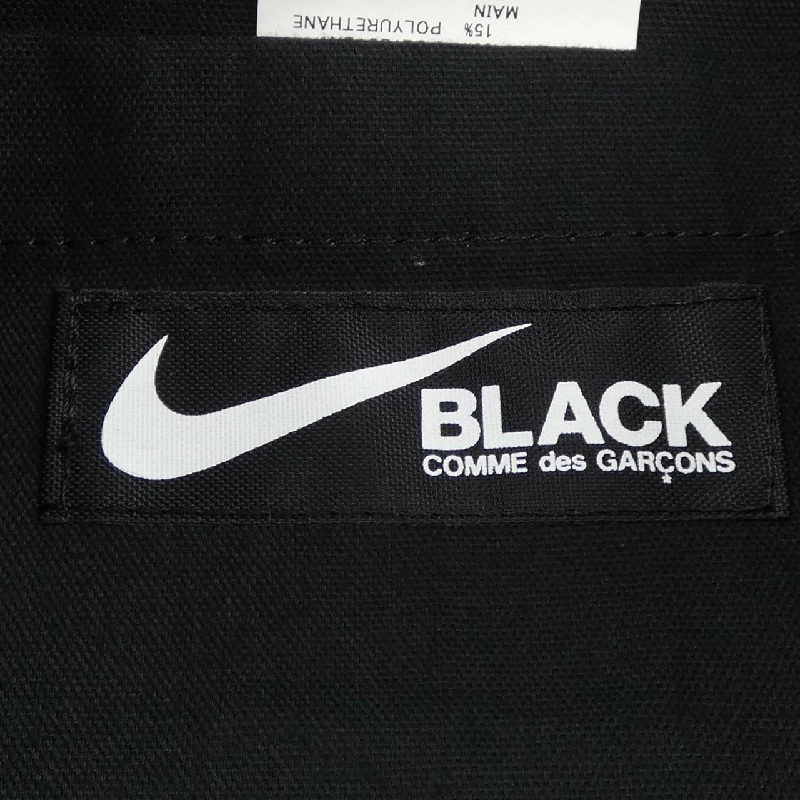 15% POLYURETHANE
MAIN
BLACK
COMME des GARÇONS